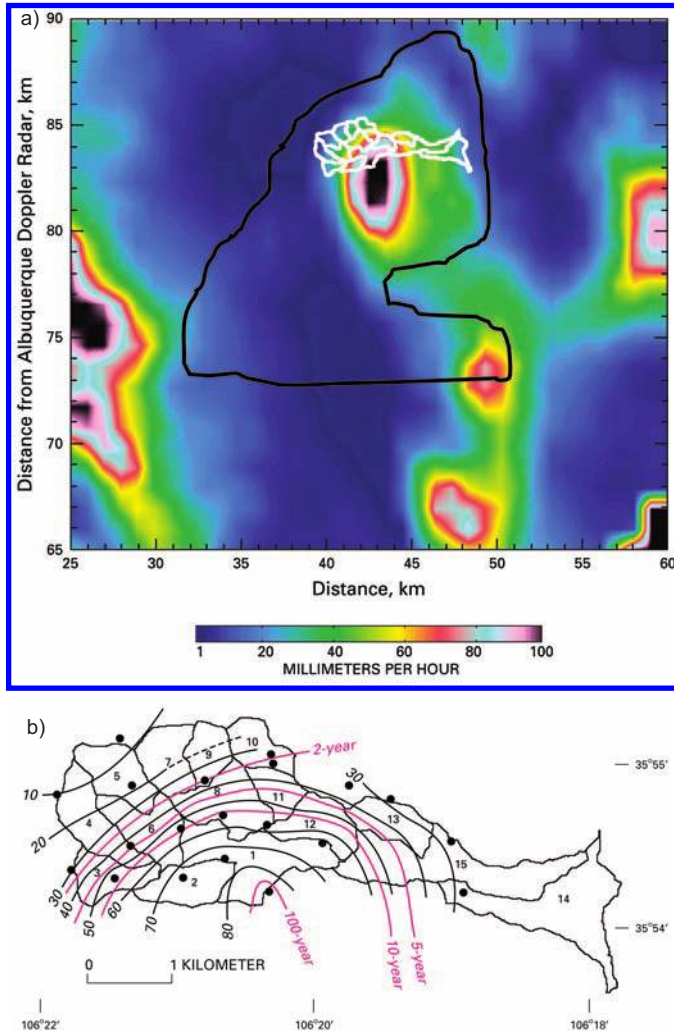 a)
90
85
80
75
70
65
Distance from Albuquerque Doppler Radar, km
25 30 35 40 45 50 55 60
Distance, km
1 20 40 60 80 100
MILLIMETERS PER HOUR
b)
2-year
35°55'
10
5
7
9
10
30
20
4
8
11
13
6
12
15
3
1
2
14
30
40
50
60
70
80
100-year
10-year
5-year
35°54'
0 1 KILOMETER
106°22' 106°20' 106°18'